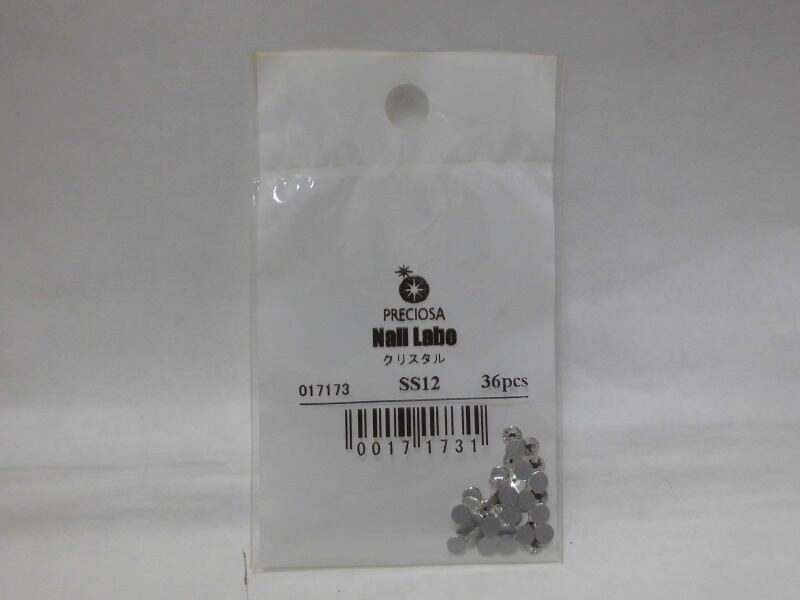 PRECIOSA
Nail Labo
クリスタル
017173 SS12 36pcs
0017 1731